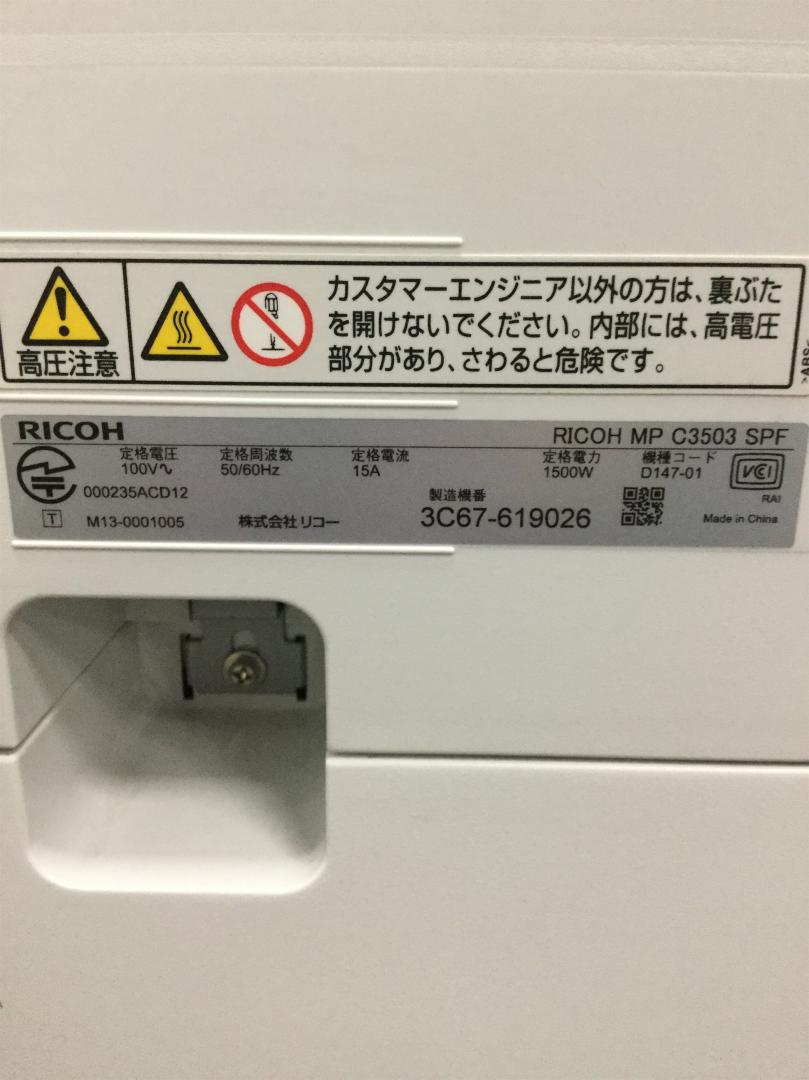 高圧注意
カスタマーエンジニア以外の方は、裏ぶた
を開けないでください。内部には、高電圧
部分があり、さわると危険です。
RICOH
RICOH MP C3503 SPF
定格電圧 定格周波数 定格電流 定格電力 機種コード
100V∿ 50/60Hz 15A 1500W D147-01
VCCI
000235ACD12
製造機番
RAI
T M13-0001005 株式会社リコー 3C67-619026 Made in China